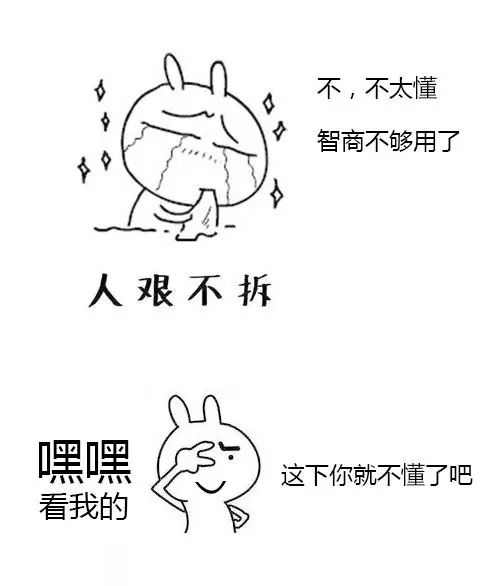 不，不太懂
智商不够用了
人艰不拆
嘿嘿
看我的
这下你就不懂了吧